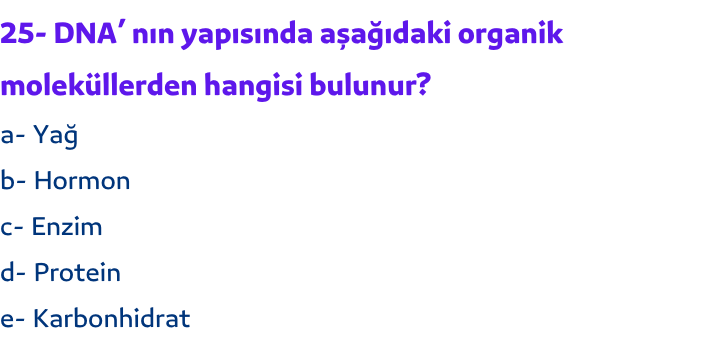 25- DNA’ nın yapısında aşağıdaki organik
moleküllerden hangisi bulunur?
a- Yağ
b- Hormon
c- Enzim
d- Protein
e- Karbonhidrat